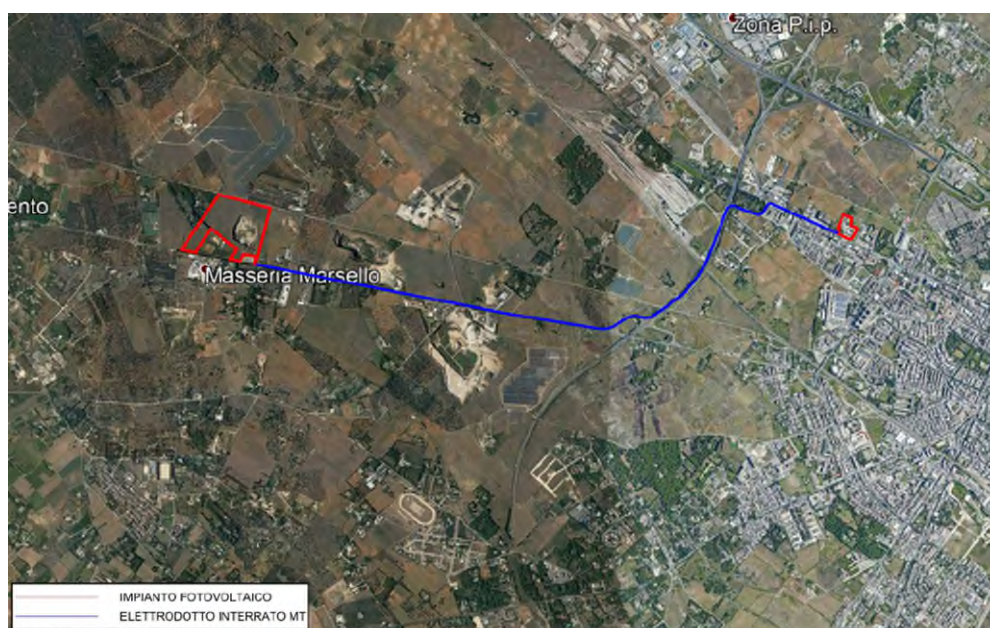 Zona P.i.p.
ento
Masseria Marsello
IMPIANTO FOTOVOLTAICO
ELETTRODOTTO INTERRATO MT